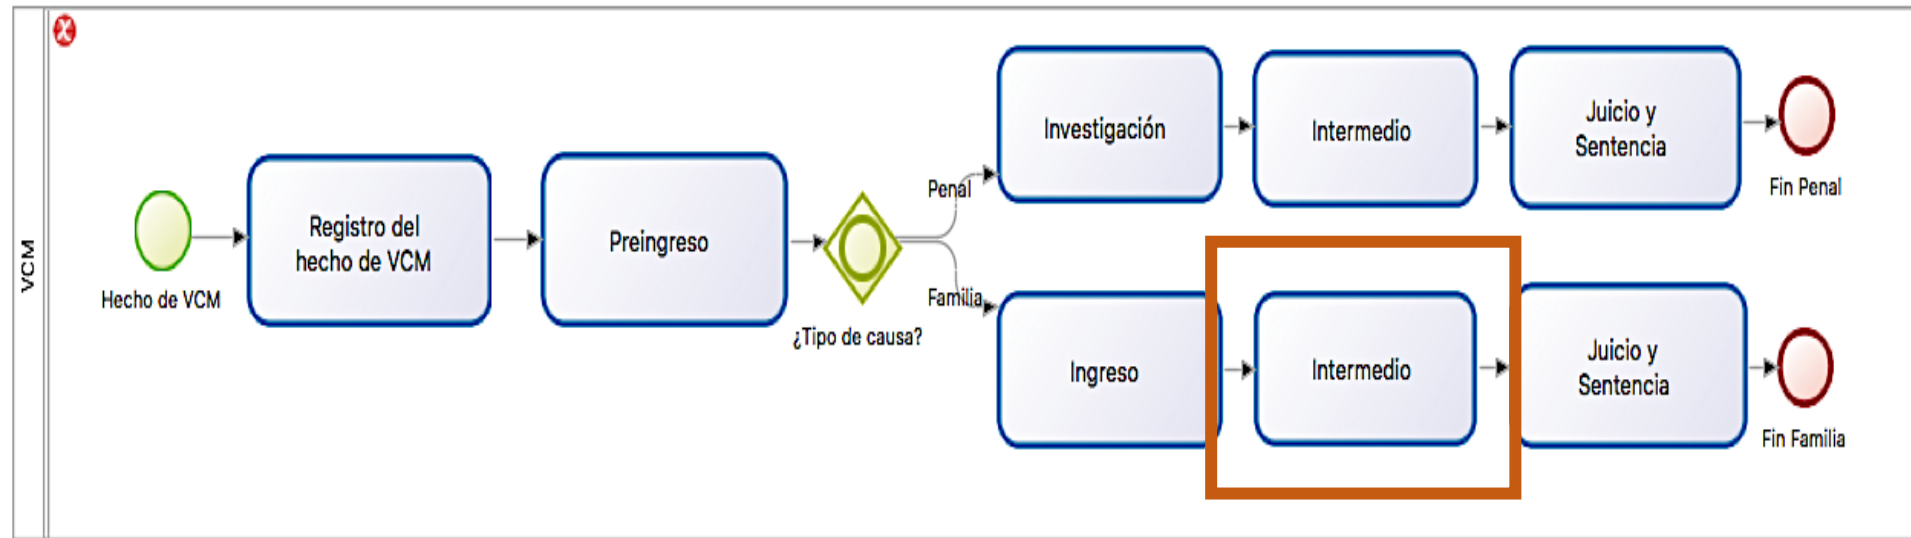 VCM
Hecho de VCM
Registro del
hecho de VCM
Preingreso
¿Tipo de causa?
Penal
Investigación
Intermedio
Juicio y
Sentencia
Fin Penal
Familia
Ingreso
Intermedio
Juicio y
Sentencia
Fin Familia